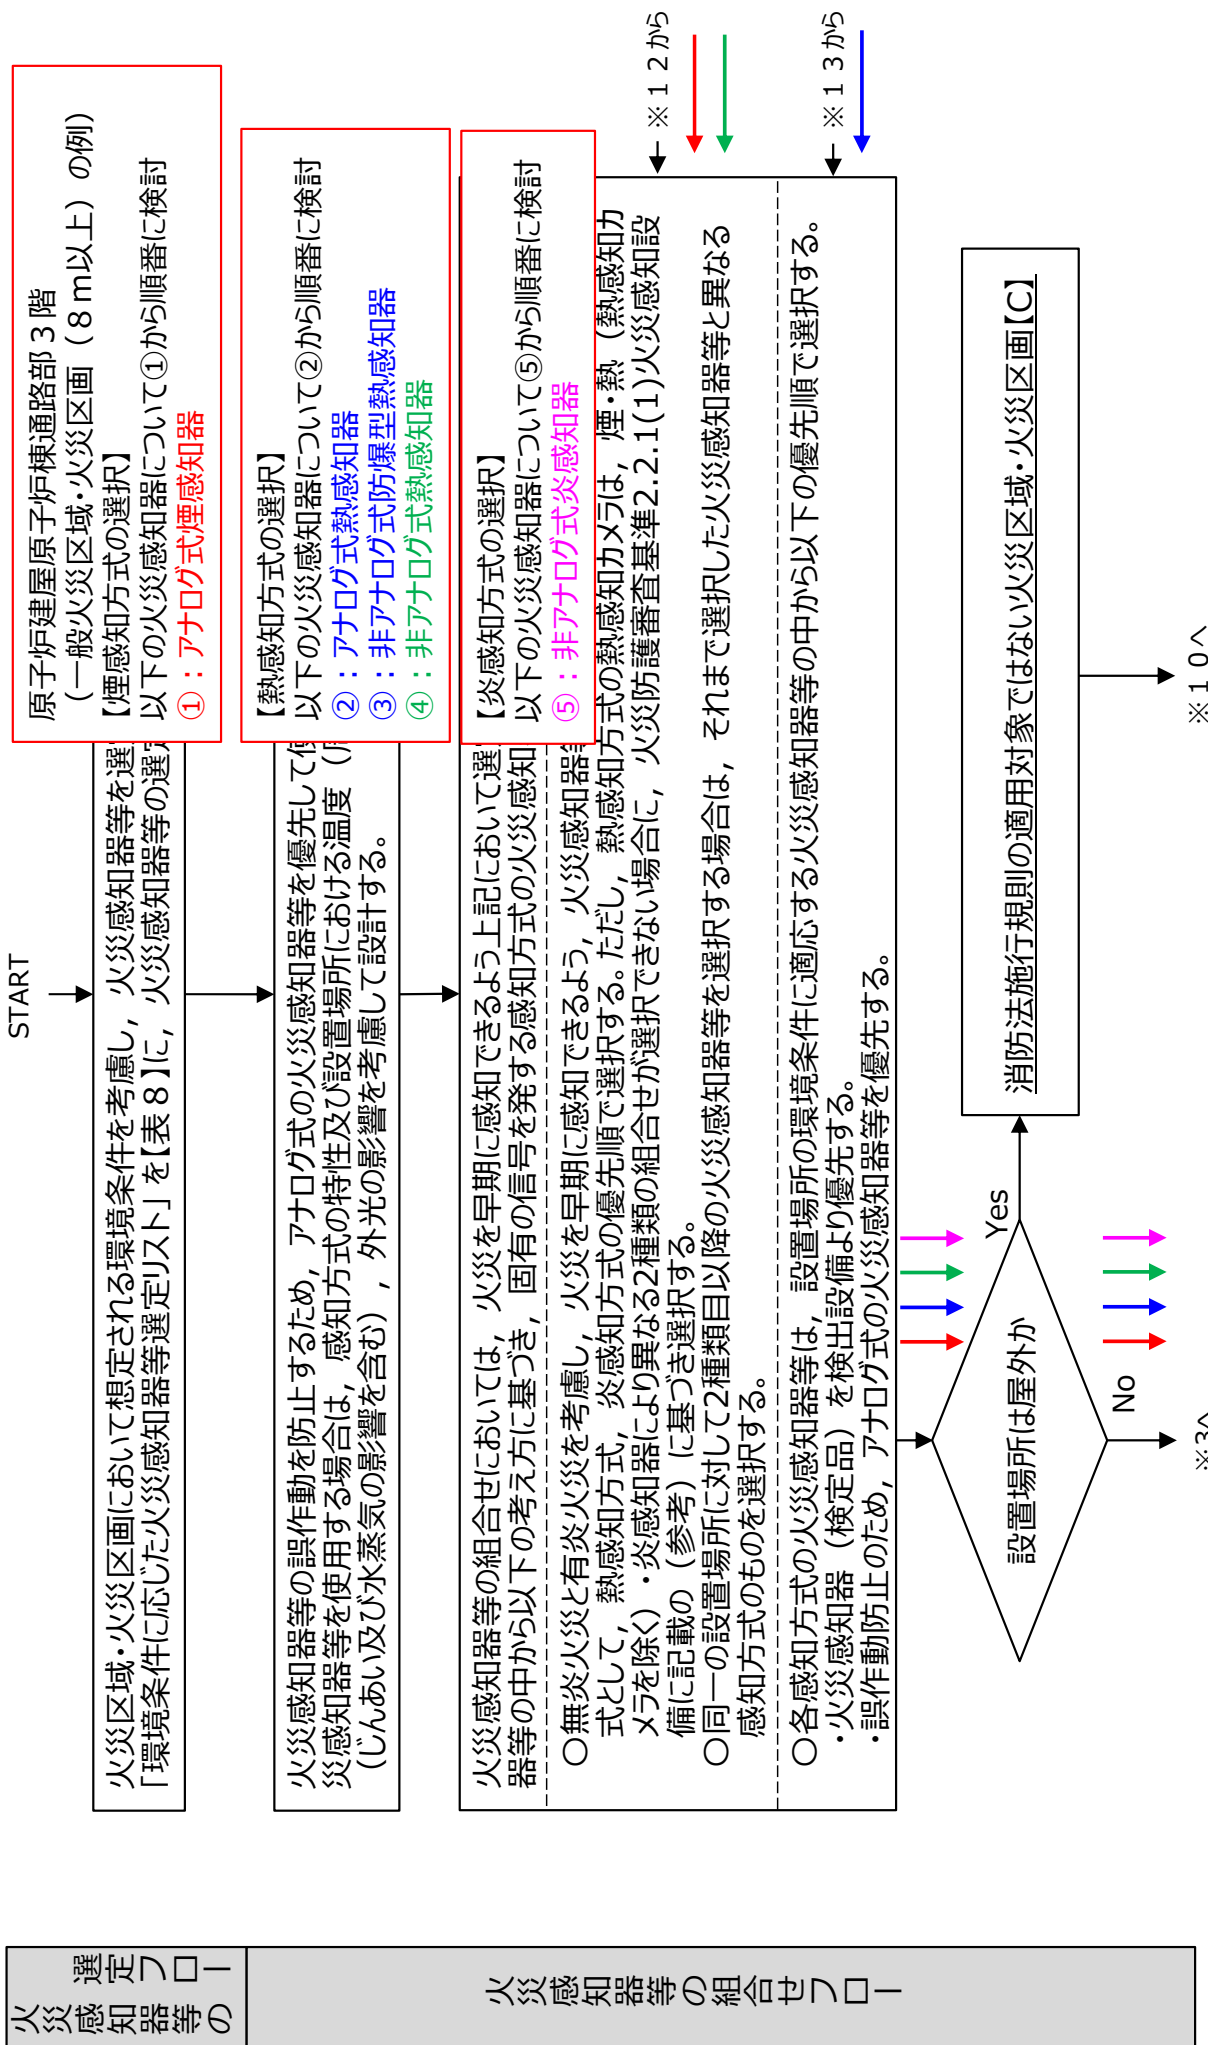 火災感知器等の
選定フロー
火災感知器等の組合せフロー
START
火災区域・火災区画において想定される環境条件を考慮し，火災感知器等を選
「環境条件に応じた火災感知器等選定リスト」を【表８】に，火災感知器等の選定
原子炉建屋原子炉棟通路部３階
（一般火災区域・火災区画（８ｍ以上）の例）
【煙感知方式の選択】
以下の火災感知器について①から順番に検討
①：アナログ式煙感知器
火災感知器等の誤作動を防止するため，アナログ式の火災感知器等を優先して使
災感知器等を使用する場合は，感知方式の特性及び設置場所における温度（
（じんあい及び水蒸気の影響を含む），外光の影響を考慮して設計する。
【熱感知方式の選択】
以下の火災感知器について②から順番に検討
②：アナログ式熱感知器
③：非アナログ式防爆型熱感知器
④：非アナログ式熱感知器
火災感知器等の組合せにおいては，火災を早期に感知できるよう上記において選
器等の中から以下の考え方に基づき，固有の信号を発する感知方式の火災感知
【炎感知方式の選択】
以下の火災感知器について⑤から順番に検討
⑤：非アナログ式炎感知器
〇無炎火災と有炎火災を考慮し，火災を早期に感知できるよう，火災感知器等
式として，熱感知方式，炎感知方式の優先順で選択する。ただし，熱感知方式の熱感知カメラは，煙・熱（熱感知カ
メラを除く）・炎感知器により異なる2種類の組合せが選択できない場合に，火災防護審査基準2.2.1(1)火災感知設
備に記載の（参考）に基づき選択する。
〇同一の設置場所に対して2種類目以降の火災感知器等を選択する場合は，それまで選択した火災感知器等と異なる
感知方式のものを選択する。
〇各感知方式の火災感知器等は，設置場所の環境条件に適応する火災感知器等の中から以下の優先順で選択する。
・火災感知器（検定品）を検出設備より優先する。
・誤作動防止のため，アナログ式の火災感知器等を優先する。
※１２から
※１３から
設置場所は屋外か
Yes
No
消防法施行規則の適用対象ではない火災区域・火災区画【C】
※3へ
※１０へ